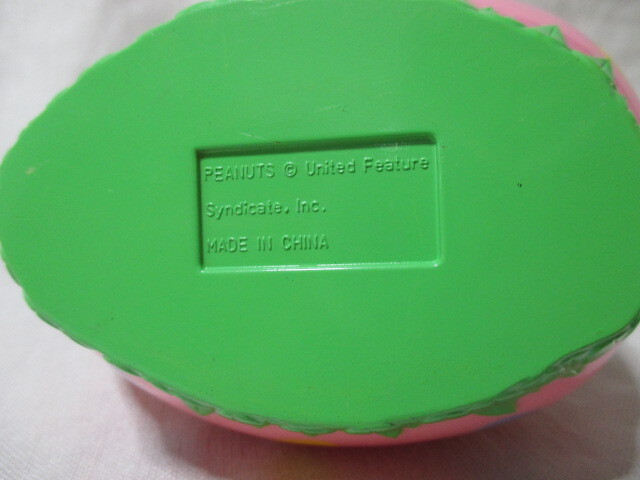 PEANUTS © United Feature
Syndicate, Inc.
MADE IN CHINA